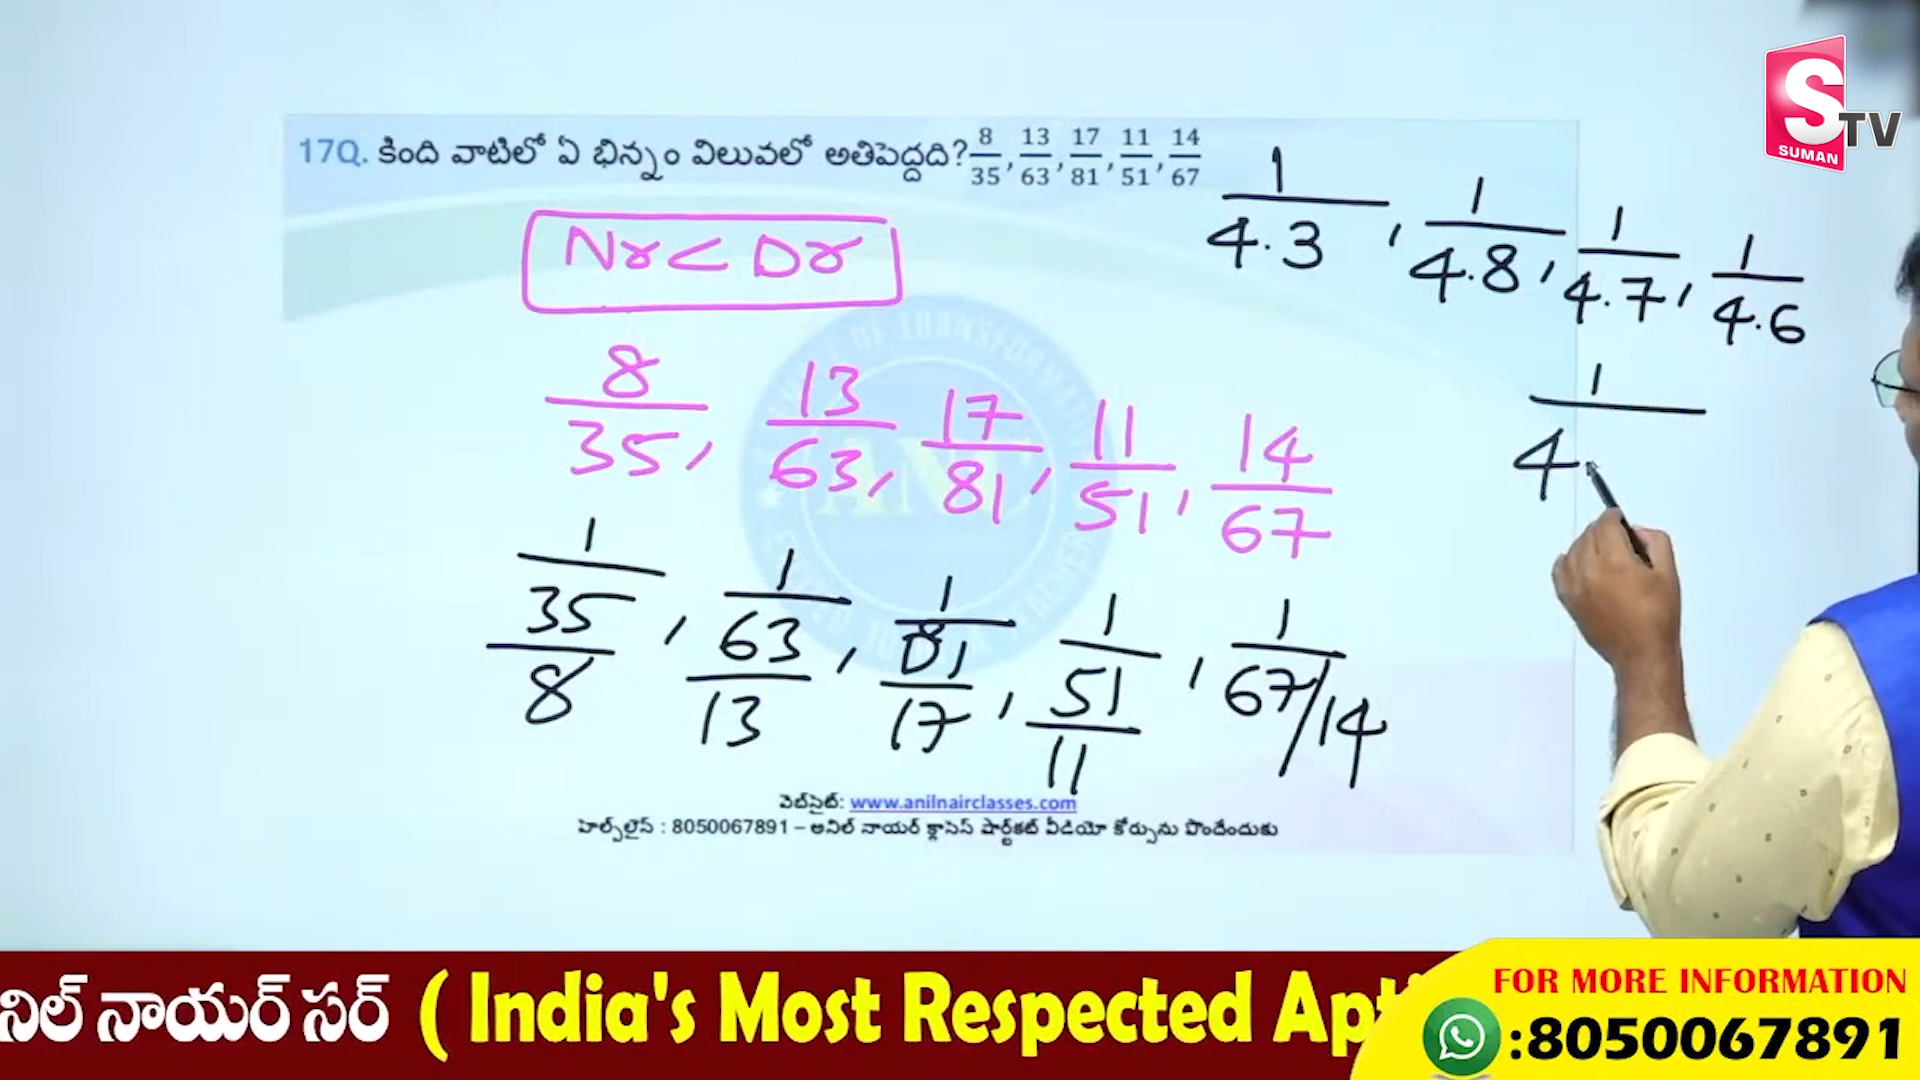 S TV
SUMAN
17Q. కింది వాటిలో ఏ భిన్నం విలువలో అతిపెద్దది? 8/35, 13/63, 17/81, 11/51, 14/67
1/4.3, 1/4.8, 1/4.7, 1/4.6
Nr < Dr
1/4.
8/35, 13/63, 17/81, 11/51, 14/67
1/(35/8), 1/(63/13), 1/(81/17), 1/(51/11), 1/(67/14)
వెబ్‌సైట్: www.anilnairclasses.com
హెల్ప్‌లైన్ : 8050067891 – అనిల్ నాయర్ క్లాసెస్ షార్ట్‌కట్ వీడియో కోర్సును పొందేందుకు
నిల్ నాయర్ సర్ ( India's Most Respected Apti
FOR MORE INFORMATION
:8050067891